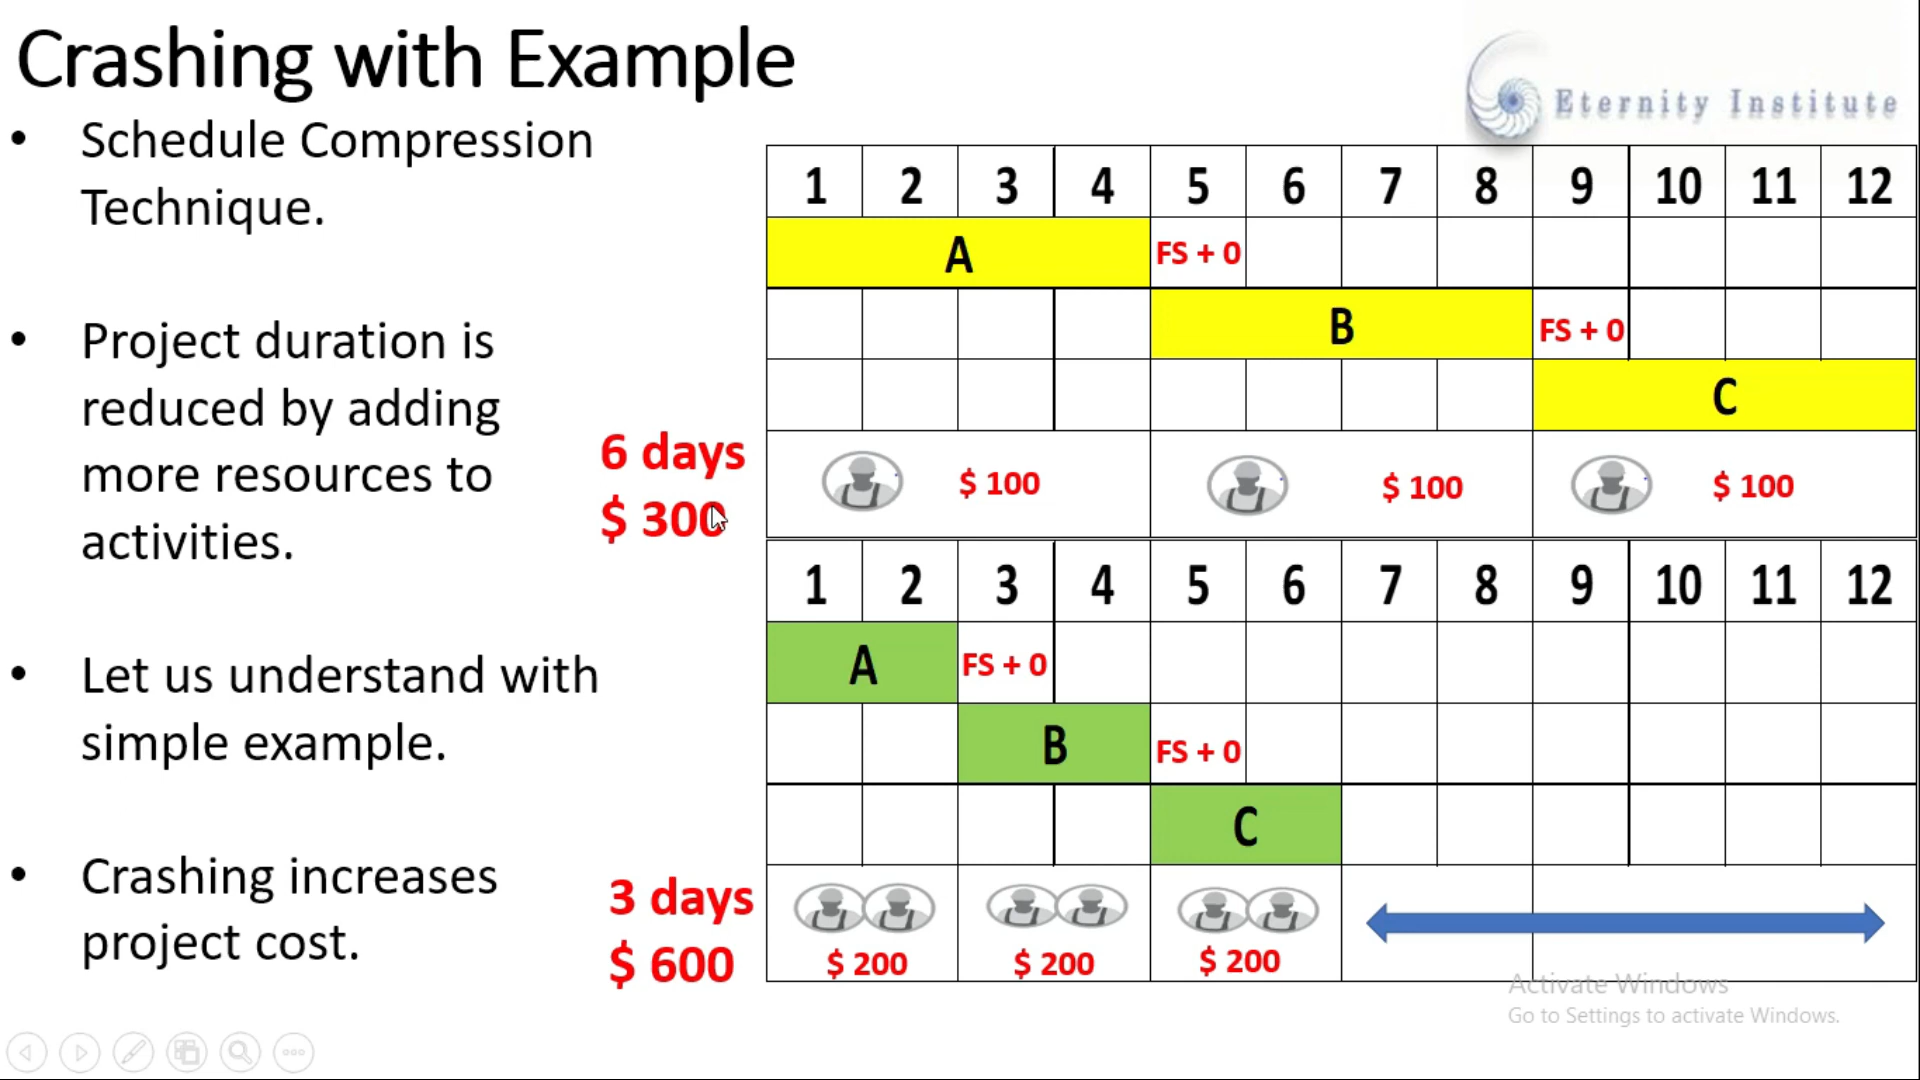 Crashing with Example
Eternity Institute
• Schedule Compression
Technique.
• Project duration is
reduced by adding
more resources to
activities.
• Let us understand with
simple example.
• Crashing increases
project cost.
6 days
$ 300
1 2 3 4 5 6 7 8 9 10 11 12
A FS + 0
B FS + 0
C
$ 100 $ 100 $ 100
3 days
$ 600
1 2 3 4 5 6 7 8 9 10 11 12
A FS + 0
B FS + 0
C
$ 200 $ 200 $ 200
Activate Windows
Go to Settings to activate Windows.